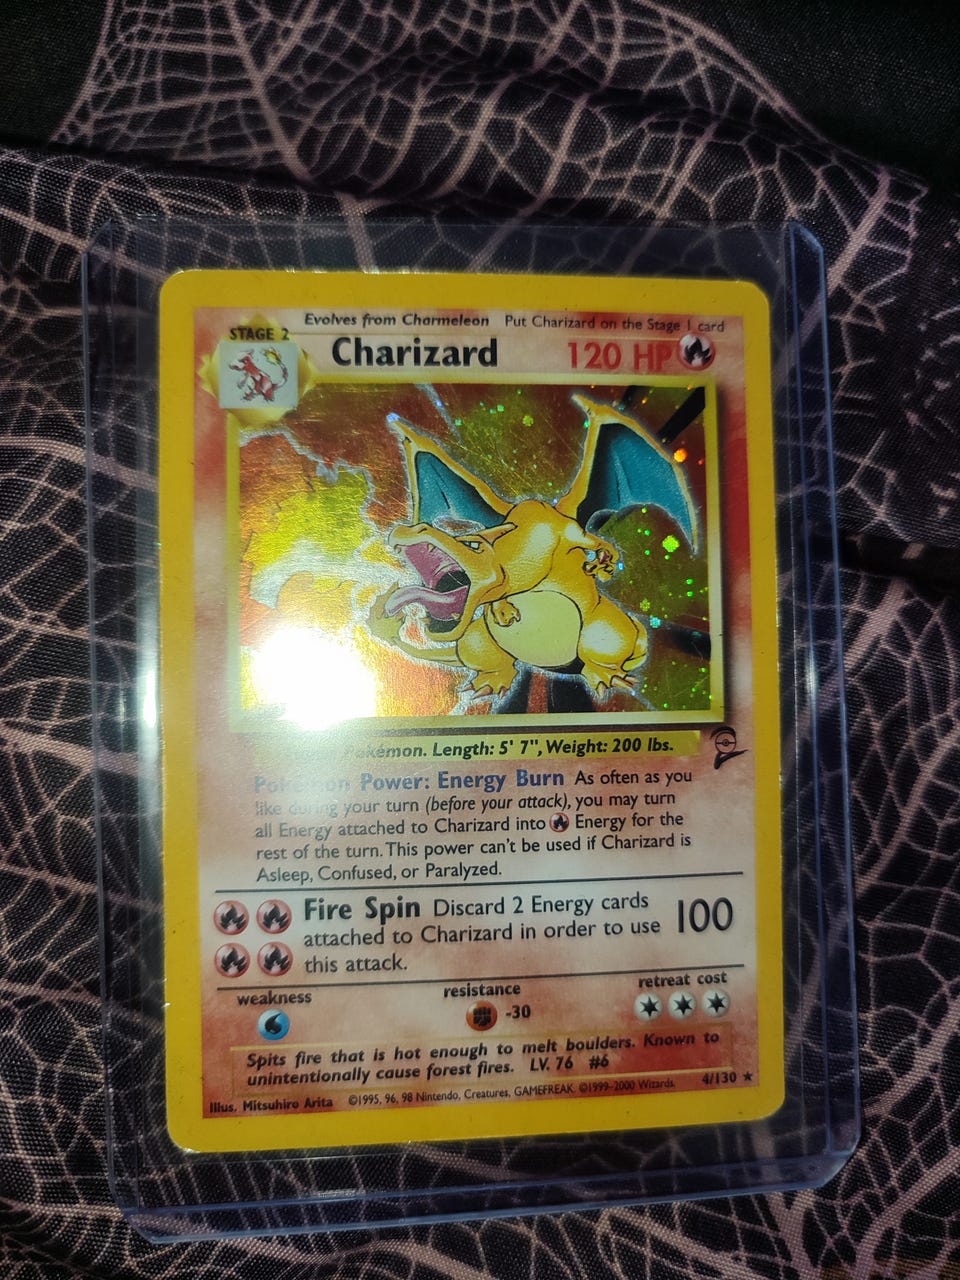 Evolves from Charmeleon Put Charizard on the Stage 1 card
STAGE 2
Charizard 120 HP
Pokémon. Length: 5' 7", Weight: 200 lbs.
Pokémon Power: Energy Burn As often as you
like during your turn (before your attack), you may turn
all Energy attached to Charizard into Energy for the
rest of the turn. This power can't be used if Charizard is
Asleep, Confused, or Paralyzed.
Fire Spin Discard 2 Energy cards
attached to Charizard in order to use
this attack.
100
weakness resistance retreat cost
-30
Spits fire that is hot enough to melt boulders. Known to
unintentionally cause forest fires. LV. 76 #6
Illus. Mitsuhiro Arita ©1995, 96, 98 Nintendo, Creatures, GAMEFREAK. ©1999-2000 Wizards. 4/130 ★